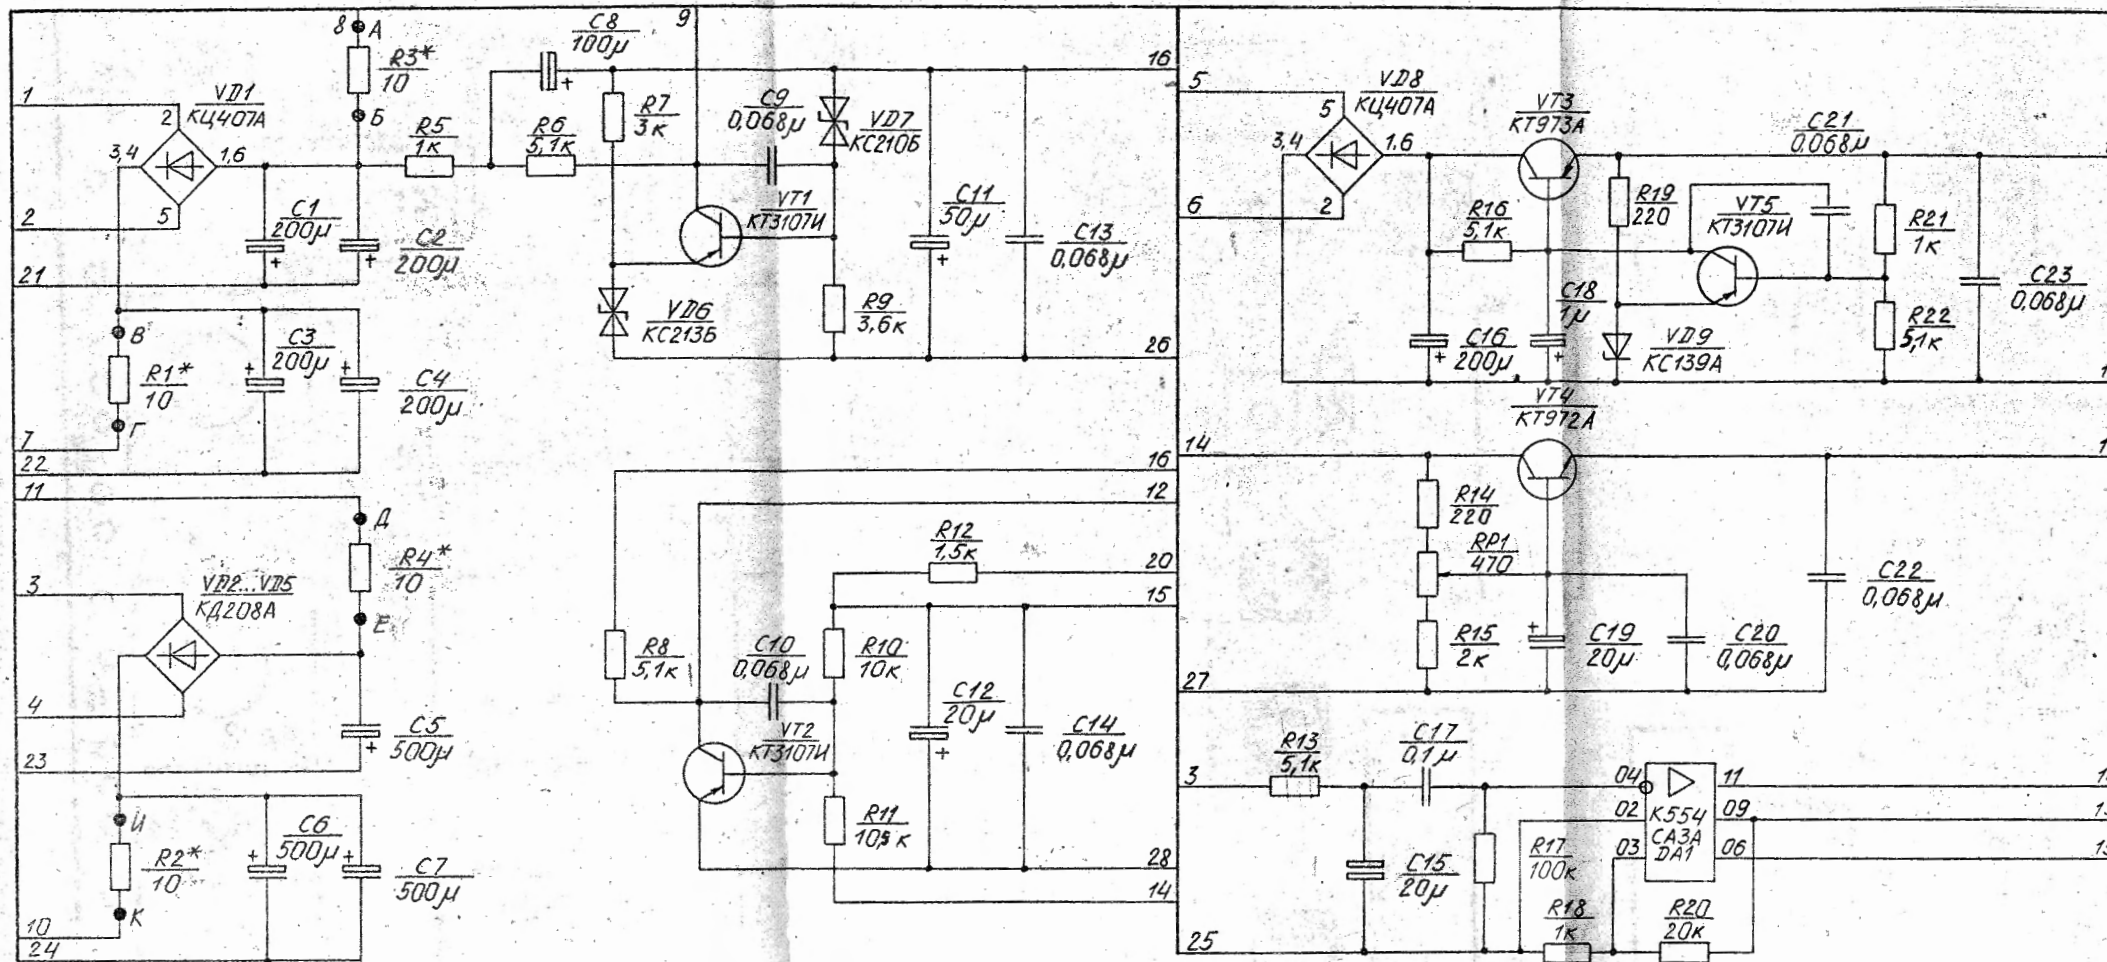 8 А
R3*
10
Б
1
VД1
КЦ407А
2
3,4
1,6
5
2
21
C1
200µ
C2
200µ
R5
1к
C8
100µ
+
R6
5,1к
9
R7
3к
C9
0,068µ
VД7
КС210Б
VT1
КТ3107И
VД6
КС213Б
R9
3,6к
C11
50µ
C13
0,068µ
16
26
В
R1*
10
Г
7
22
C3
200µ
C4
200µ
11
Д
R4*
10
Е
3
VД2...VД5
КД208А
4
23
C5
500µ
И
R2*
10
К
10
24
C6
500µ
C7
500µ
16
12
R12
1,5к
20
15
R8
5,1к
C10
0,068µ
R10
10к
VT2
КТ3107И
C12
20µ
C14
0,068µ
R11
28
14
5
VД8
КЦ407А
5
3,4
1,6
2
6
VT3
КТ973А
R16
5,1к
R19
220
VT5
КТ3107И
C21
0,068µ
R21
1к
C23
0,068µ
C16
200µ
C18
1µ
VД9
КС139А
R22
5,1к
VT4
КТ972А
14
R14
220
RP1
470
R15
2к
C19
20µ
C20
0,068µ
C22
0,068µ
27
3
R13
5,1к
C17
0,1µ
C15
20µ
R17
100к
04
02
03
К554
СА3А
DA1
11
09
06
25
R18
1к
R20
20к